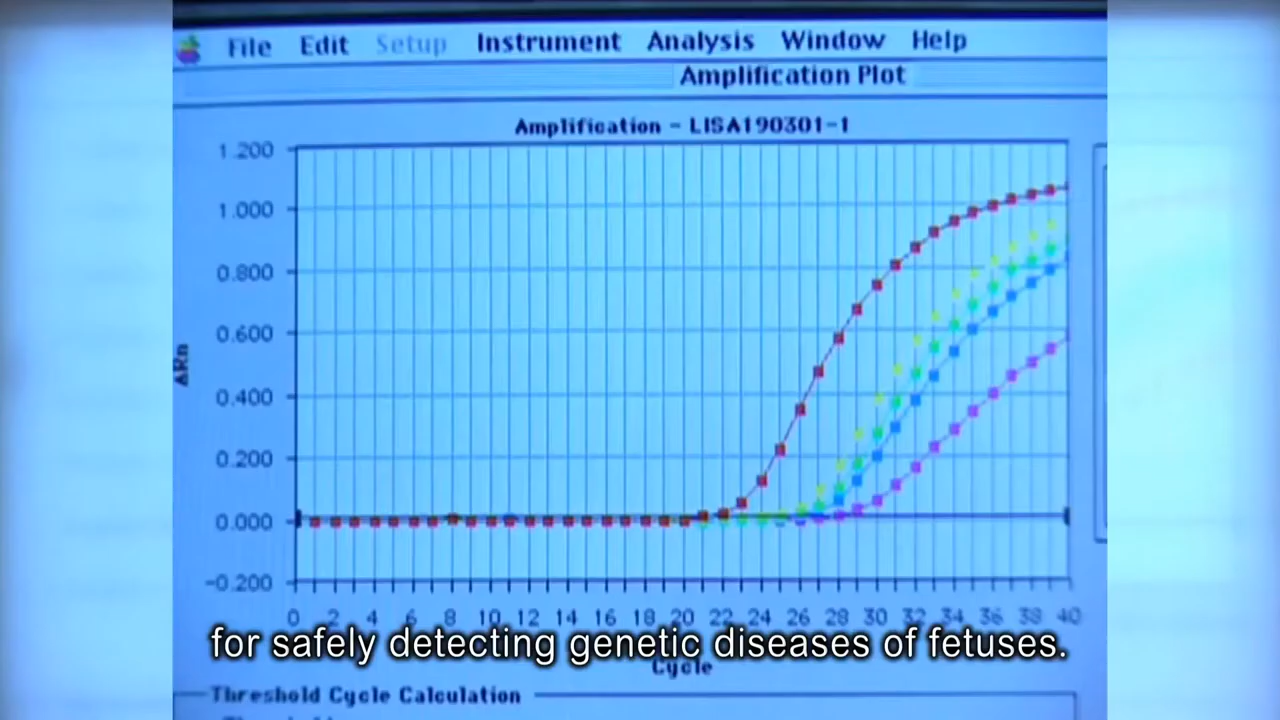 File Edit Setup Instrument Analysis Window Help
Amplification Plot
Amplification - LISA190301-1
1.200
1.000
0.800
0.600
0.400
0.200
0.000
-0.200
ΔRn
0 2 4 6 8 10 12 14 16 18 20 22 24 26 28 30 32 34 36 38 40
for safely detecting genetic diseases of fetuses.
Cycle
Threshold Cycle Calculation